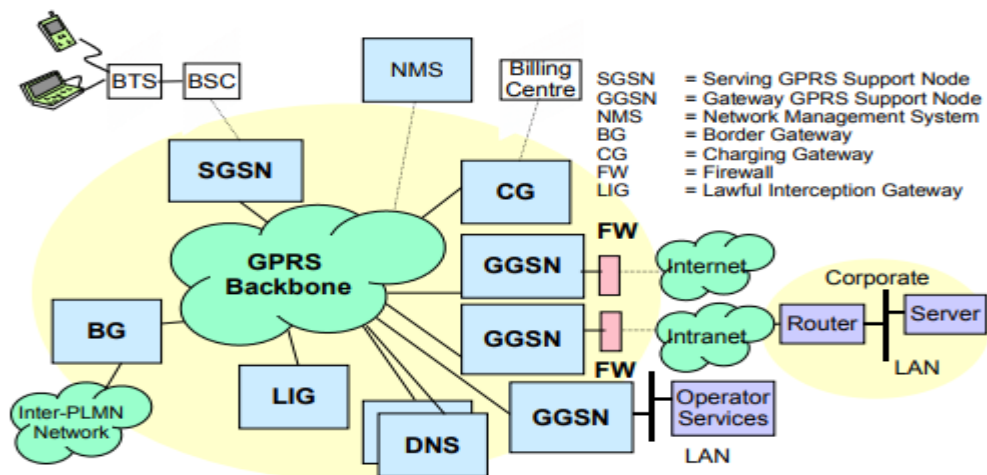 BTS
BSC
NMS
Billing
Centre
SGSN = Serving GPRS Support Node
GGSN = Gateway GPRS Support Node
NMS = Network Management System
BG = Border Gateway
CG = Charging Gateway
FW = Firewall
LIG = Lawful Interception Gateway
SGSN
CG
GPRS
Backbone
GGSN
FW
Internet
GGSN
FW
Intranet
Corporate
Router
Server
LAN
BG
Inter-PLMN
Network
LIG
DNS
GGSN
Operator
Services
LAN